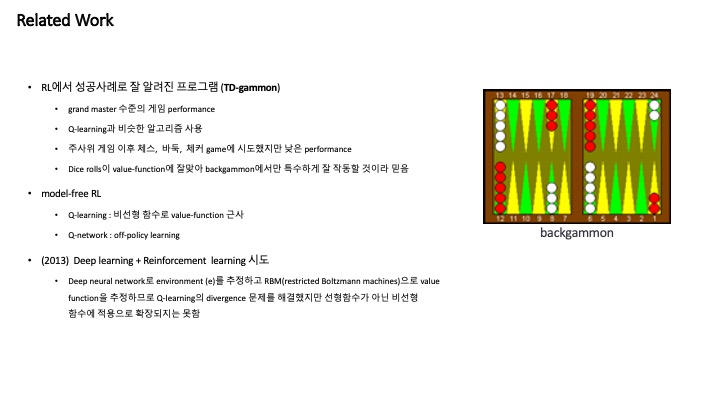 Related Work
• RL에서 성공사례로 잘 알려진 프로그램 (TD-gammon)
• grand master 수준의 게임 performance
• Q-learning과 비슷한 알고리즘 사용
• 주사위 게임 이후 체스, 바둑, 체커 game에 시도했지만 낮은 performance
• Dice rolls이 value-function에 잘맞아 backgammon에서만 특수하게 잘 작동할 것이라 믿음
• model-free RL
• Q-learning : 비선형 함수로 value-function 근사
• Q-network : off-policy learning
• (2013) Deep learning + Reinforcement learning 시도
• Deep neural network로 environment (e)를 추정하고 RBM(restricted Boltzmann machines)으로 value
function을 추정하므로 Q-learning의 divergence 문제를 해결했지만 선형함수가 아닌 비선형
함수에 적용으로 확장되지는 못함
13 14 15 16 17 18 19 20 21 22 23 24
12 11 10 9 8 7 6 5 4 3 2 1
backgammon